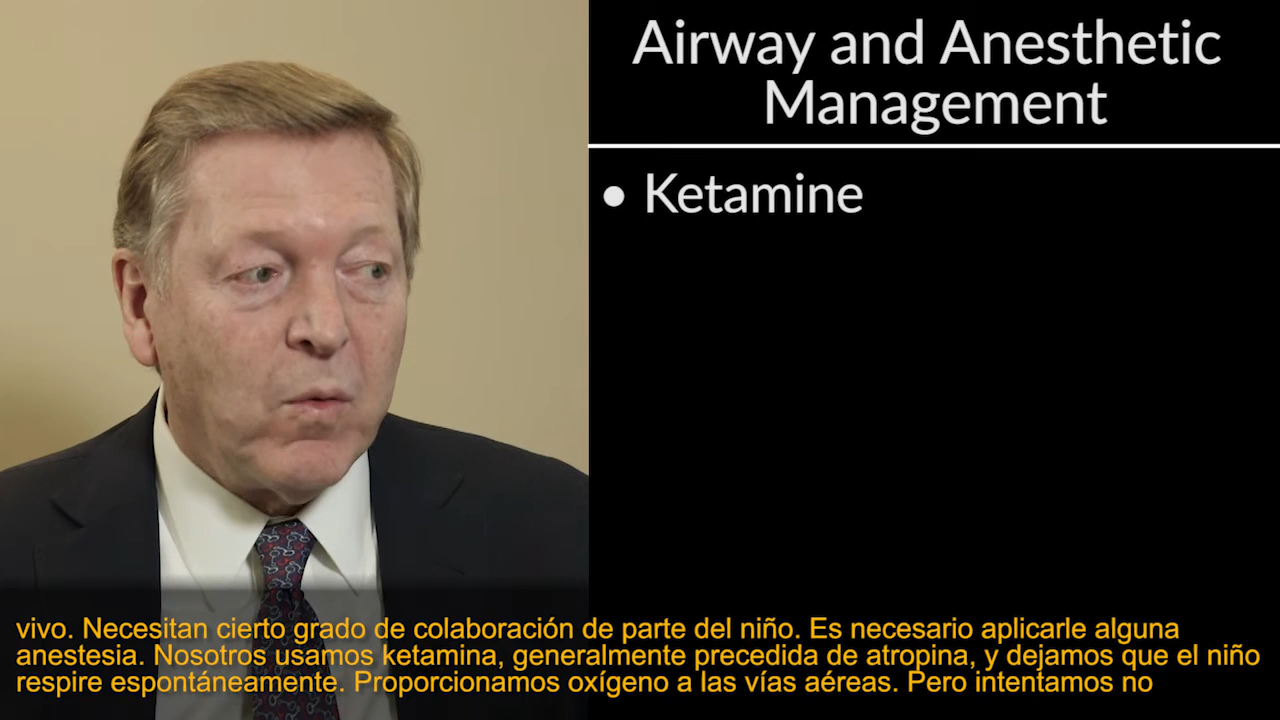 Airway and Anesthetic
Management
• Ketamine
vivo. Necesitan cierto grado de colaboración de parte del niño. Es necesario aplicarle alguna
anestesia. Nosotros usamos ketamina, generalmente precedida de atropina, y dejamos que el niño
respire espontáneamente. Proporcionamos oxígeno a las vías aéreas. Pero intentamos no